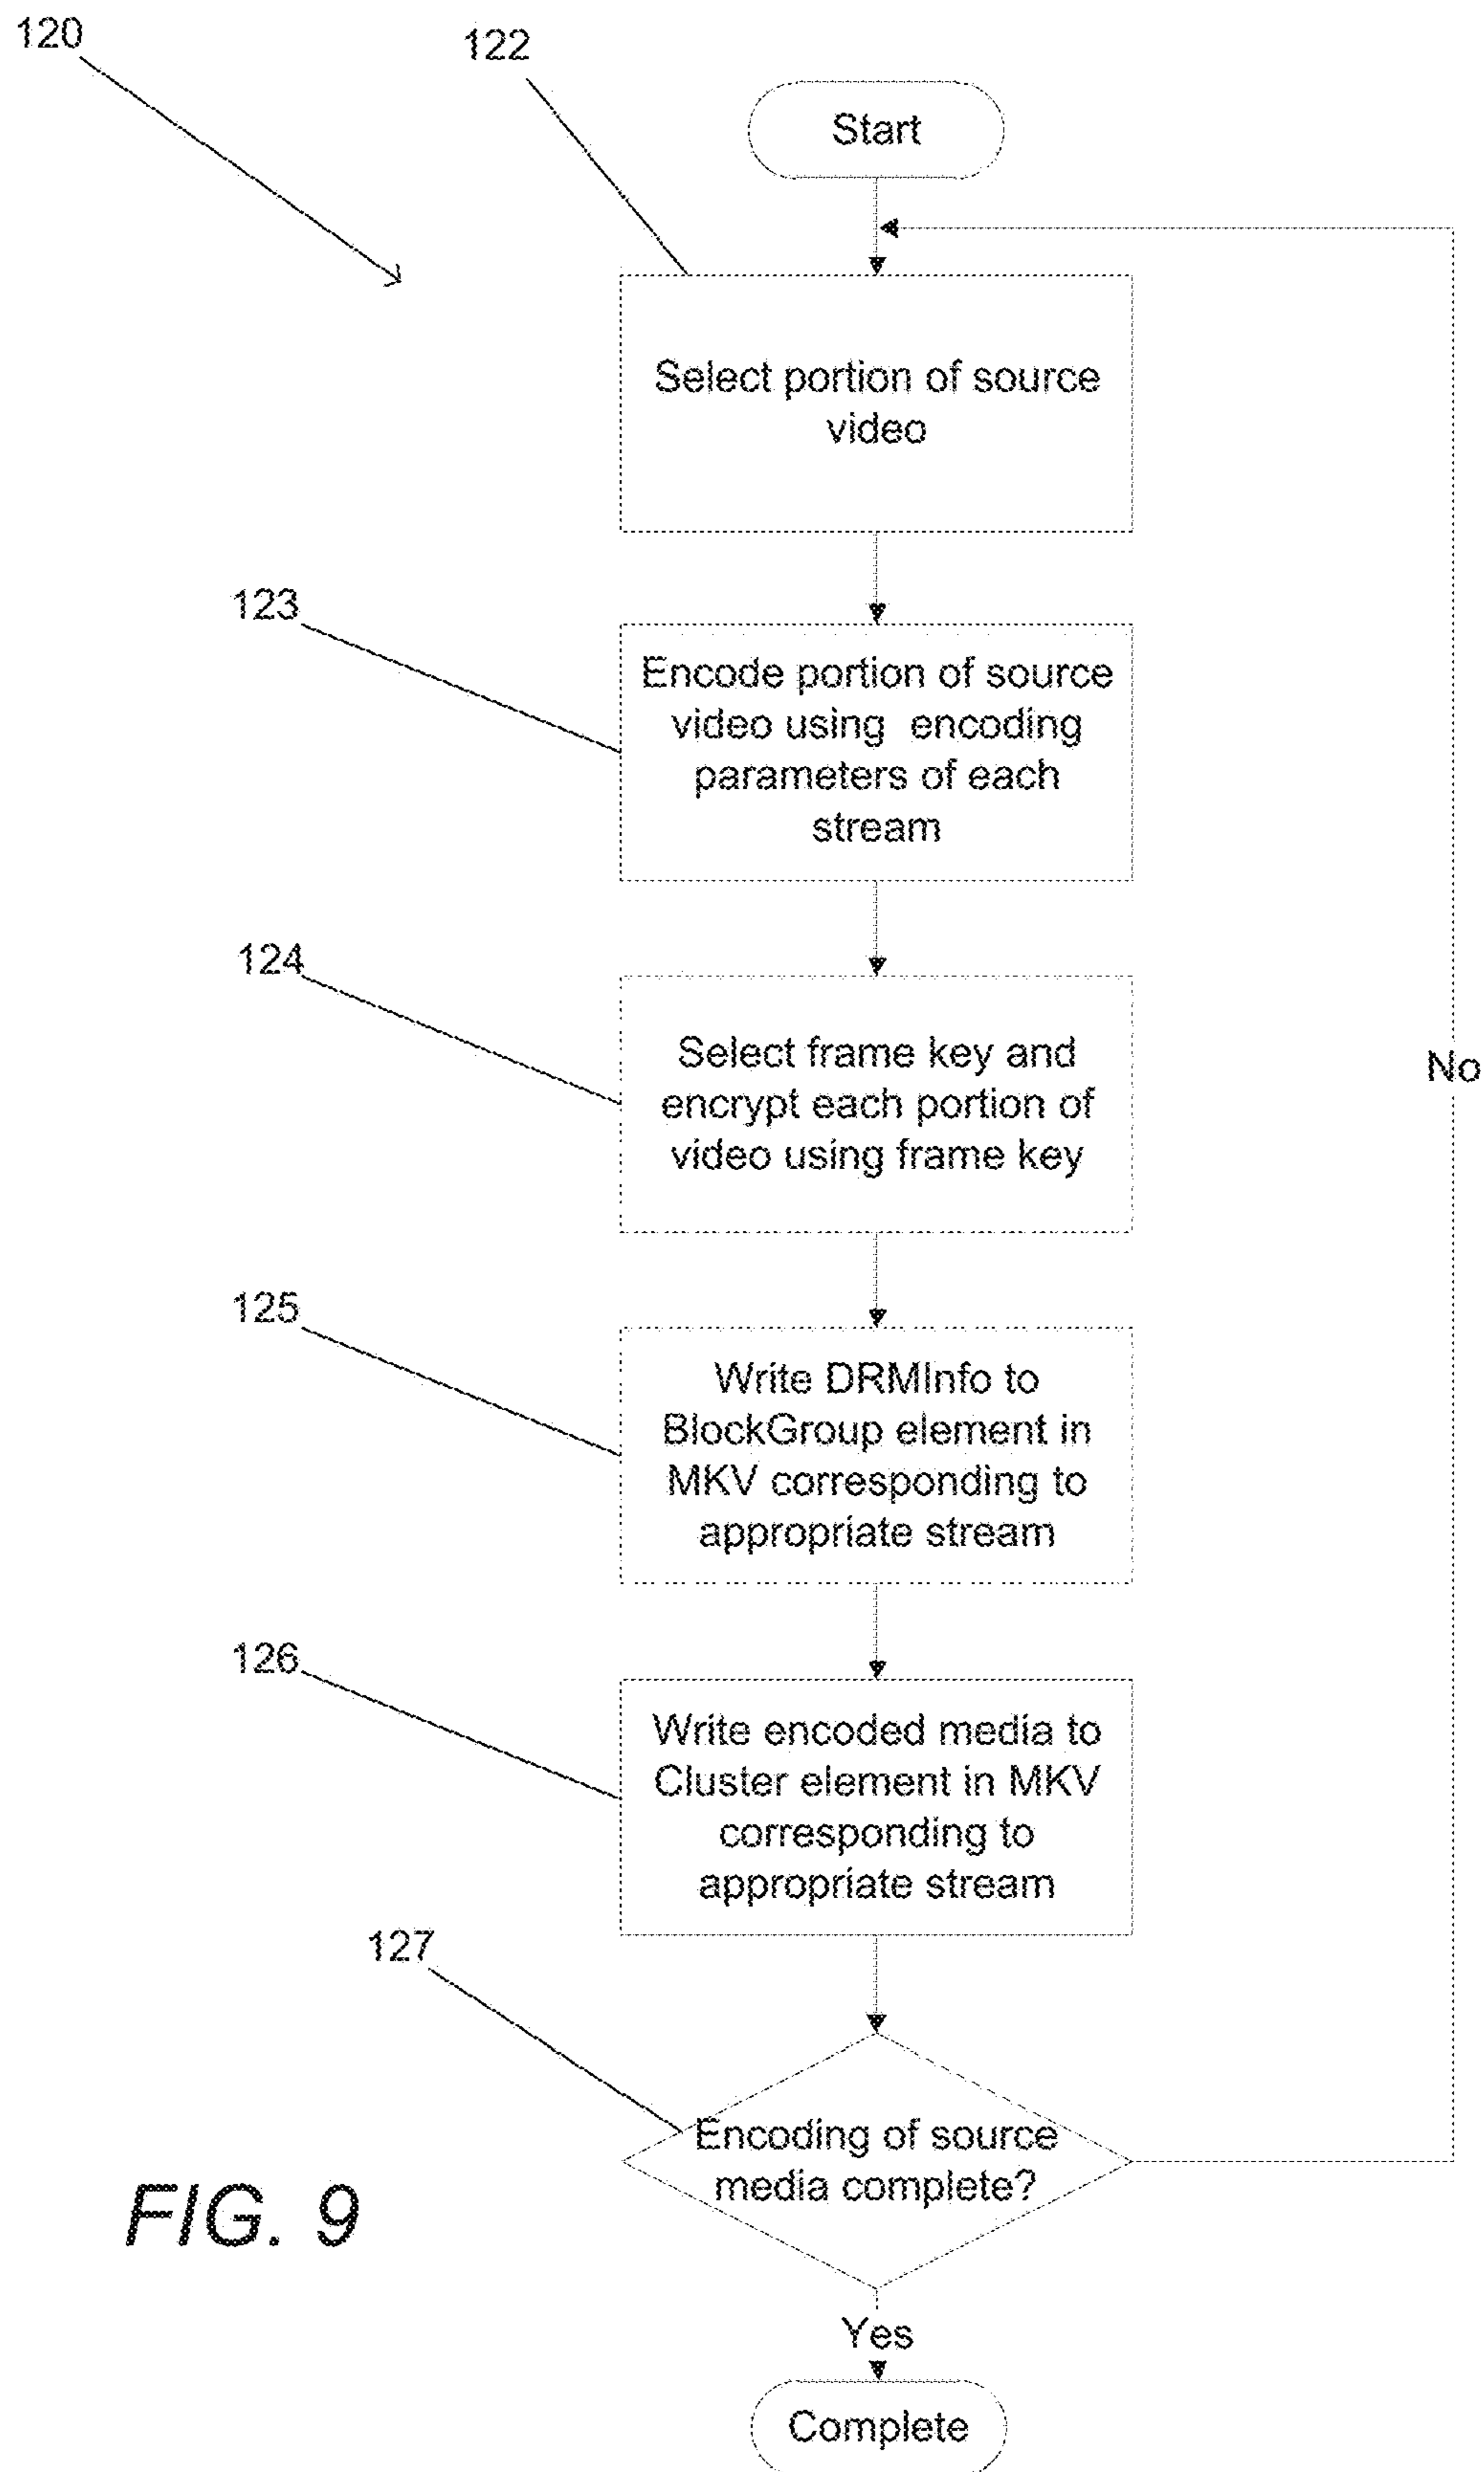 120
122
Start
Select portion of source
video
123
Encode portion of source
video using encoding
parameters of each
stream
124
Select frame key and
encrypt each portion of
video using frame key
No
125
Write DRMInfo to
BlockGroup element in
MKV corresponding to
appropriate stream
126
Write encoded media to
Cluster element in MKV
corresponding to
appropriate stream
127
Encoding of source
media complete?
FIG. 9
Yes
Complete